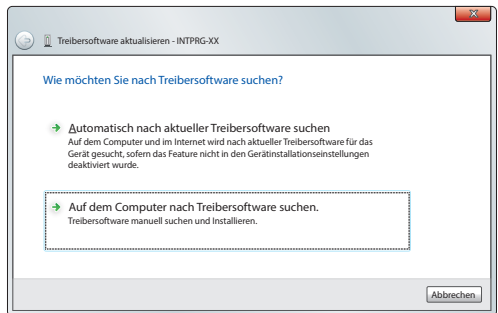 Treibersoftware aktualisieren - INTPRG-XX
Wie möchten Sie nach Treibersoftware suchen?
Automatisch nach aktueller Treibersoftware suchen
Auf dem Computer und im Internet wird nach aktueller Treibersoftware für das
Gerät gesucht, sofern das Feature nicht in den Gerätinstallationseinstellungen
deaktiviert wurde.
Auf dem Computer nach Treibersoftware suchen.
Treibersoftware manuell suchen und Installieren.
Abbrechen